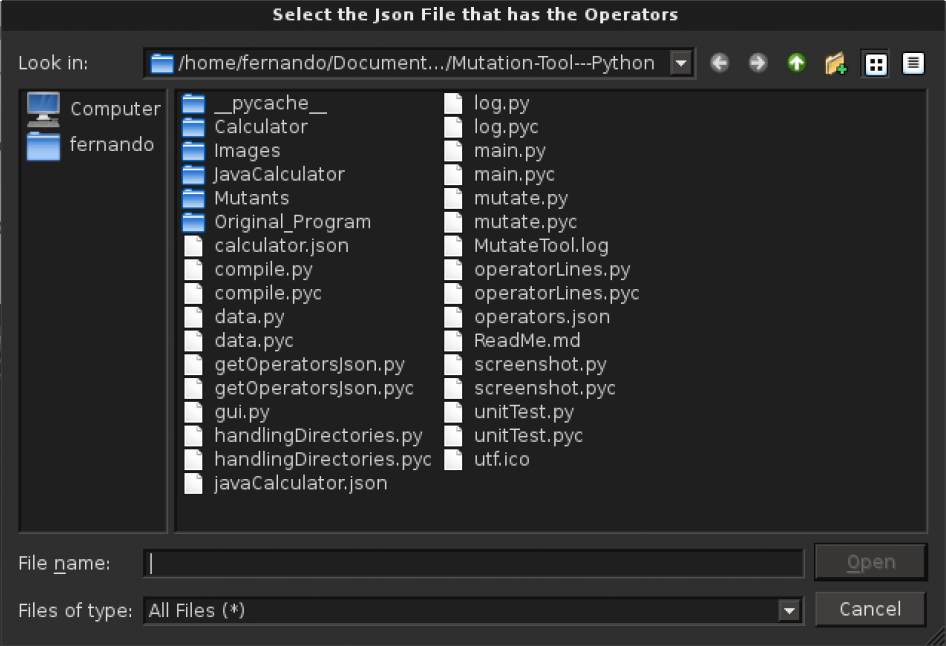 Select the Json File that has the Operators
Look in: /home/fernando/Document.../Mutation-Tool---Python
Computer
fernando
__pycache__
Calculator
Images
JavaCalculator
Mutants
Original_Program
calculator.json
compile.py
compile.pyc
data.py
data.pyc
getOperatorsJson.py
getOperatorsJson.pyc
gui.py
handlingDirectories.py
handlingDirectories.pyc
javaCalculator.json
log.py
log.pyc
main.py
main.pyc
mutate.py
mutate.pyc
MutateTool.log
operatorLines.py
operatorLines.pyc
operators.json
ReadMe.md
screenshot.py
screenshot.pyc
unitTest.py
unitTest.pyc
utf.ico
File name: Open
Files of type: All Files (*) Cancel